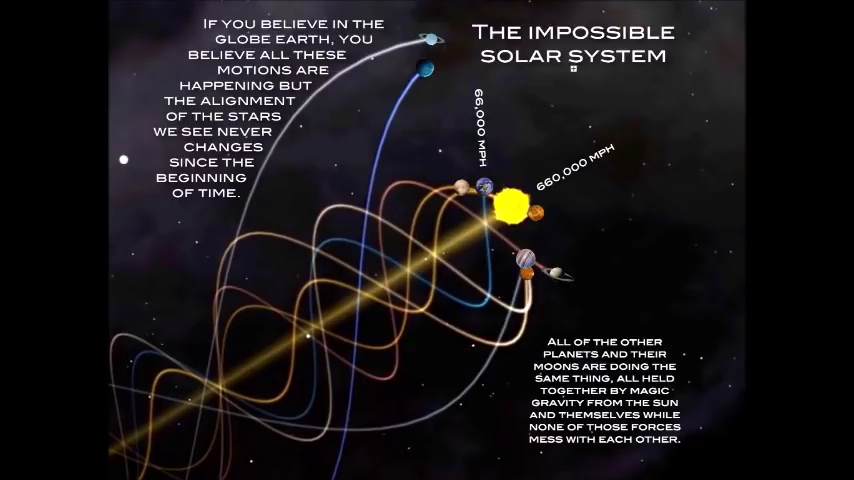 If you believe in the
globe earth, you
believe all these
motions are
happening but
the alignment
of the stars
we see never
changes
since the
beginning
of time.
The impossible
solar system
66,000 mph
660,000 mph
All of the other
planets and their
moons are doing the
same thing, all held
together by magic
gravity from the sun
and themselves while
none of those forces
mess with each other.